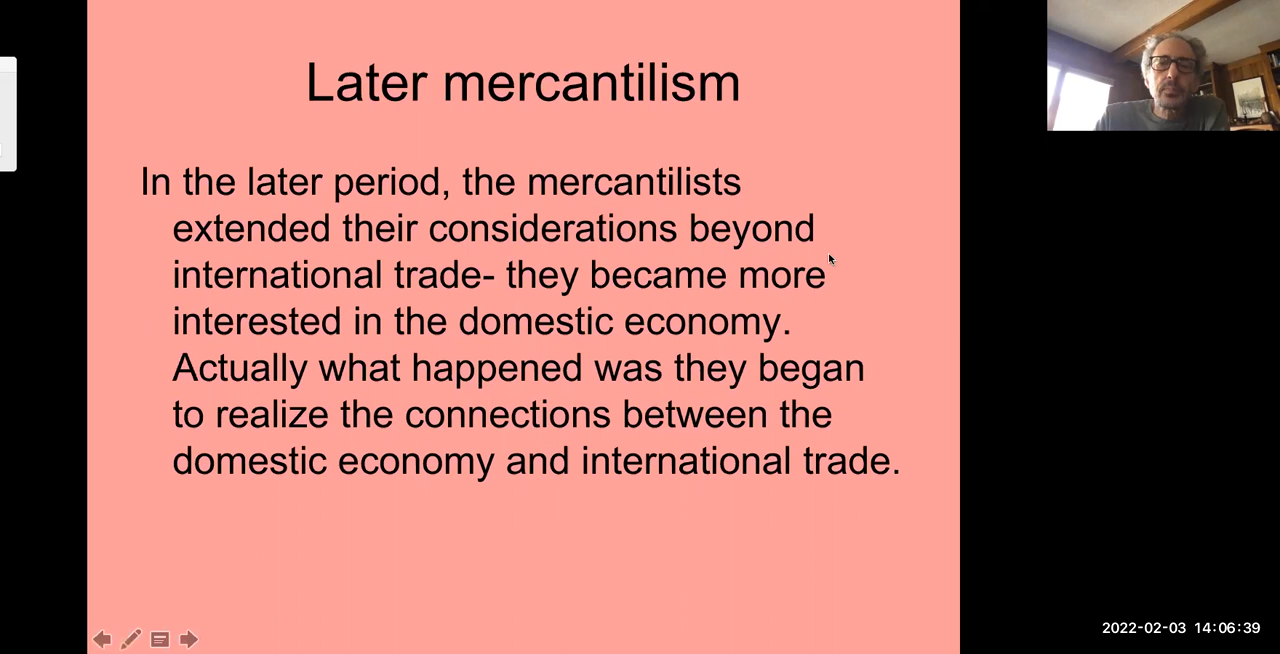 Later mercantilism
In the later period, the mercantilists
extended their considerations beyond
international trade- they became more
interested in the domestic economy.
Actually what happened was they began
to realize the connections between the
domestic economy and international trade.
2022-02-03 14:06:39